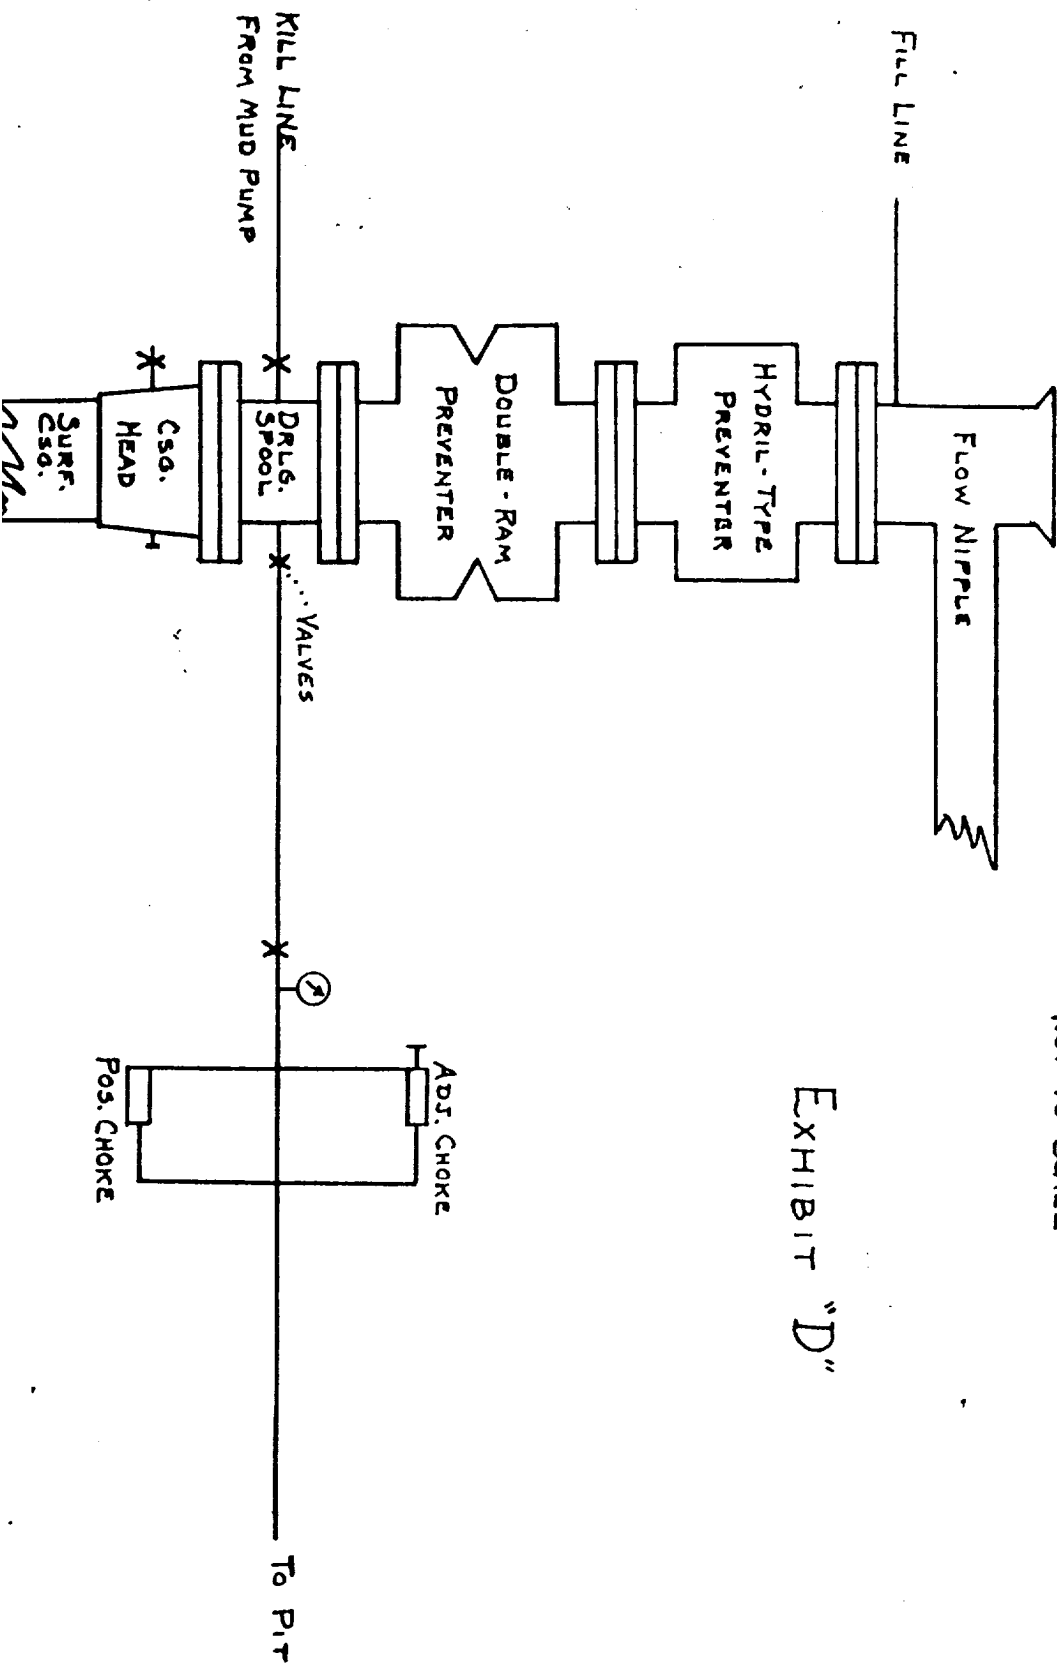 FLOW NIPPLE
FILL LINE
EXHIBIT "D"
HYDRIL-TYPE
PREVENTER
DOUBLE-RAM
PREVENTER
ADJ. CHOKE
VALVES
KILL LINE
FROM MUD PUMP
DRLG.
SPOOL
TO PIT
CSG.
HEAD
POS. CHOKE
SURF.
CSG.